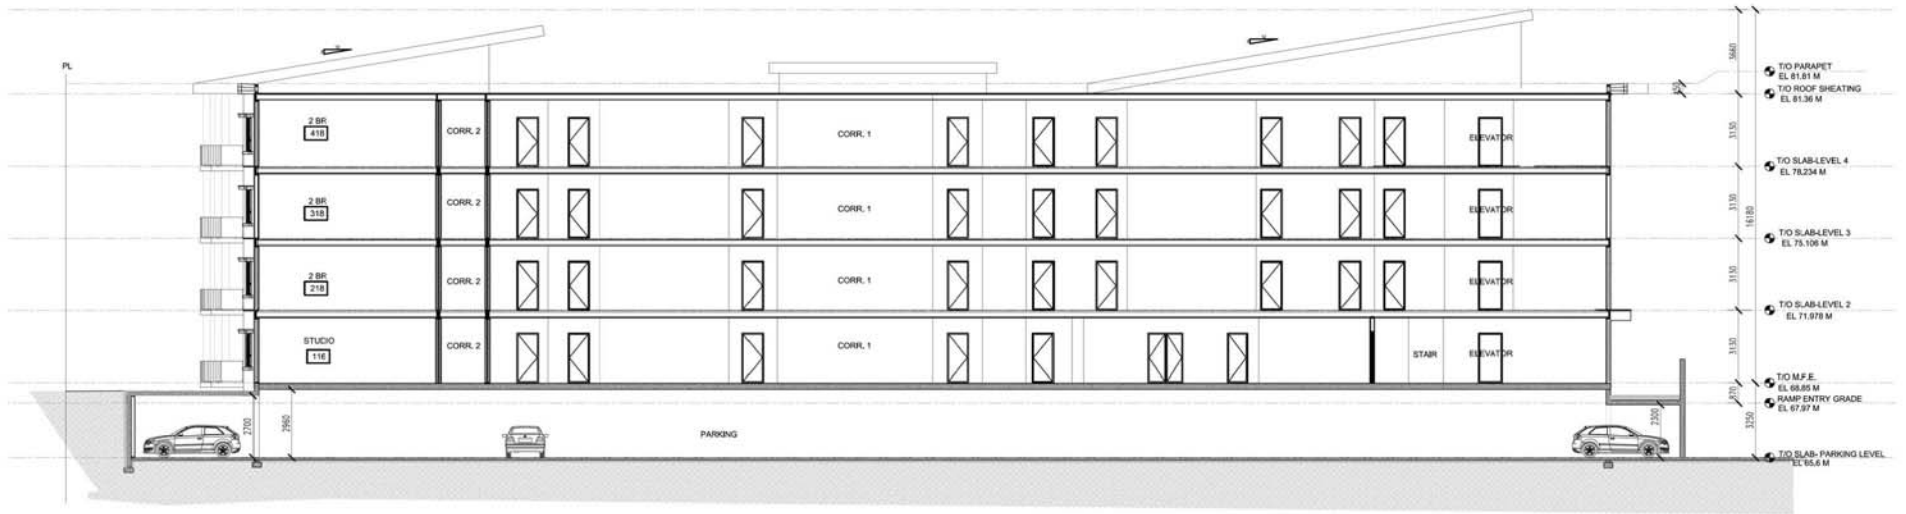 PL
3660
T/O PARAPET
EL 81.81 M
450
T/O ROOF SHEATING
EL 81.36 M
2 BR
418
CORR. 2
CORR. 1
ELEVATOR
3130
T/O SLAB-LEVEL 4
EL 78,234 M
2 BR
318
CORR. 2
CORR. 1
ELEVATOR
3130
16180
T/O SLAB-LEVEL 3
EL 75.106 M
2 BR
218
CORR. 2
CORR. 1
ELEVATOR
3130
T/O SLAB-LEVEL 2
EL 71,978 M
STUDIO
116
CORR. 2
CORR. 1
STAIR
ELEVATOR
3130
T/O M.F.E.
EL 68,85 M
870
RAMP ENTRY GRADE
EL 67,97 M
2700
2960
PARKING
2300
3250
T/O SLAB- PARKING LEVEL
EL 65,6 M